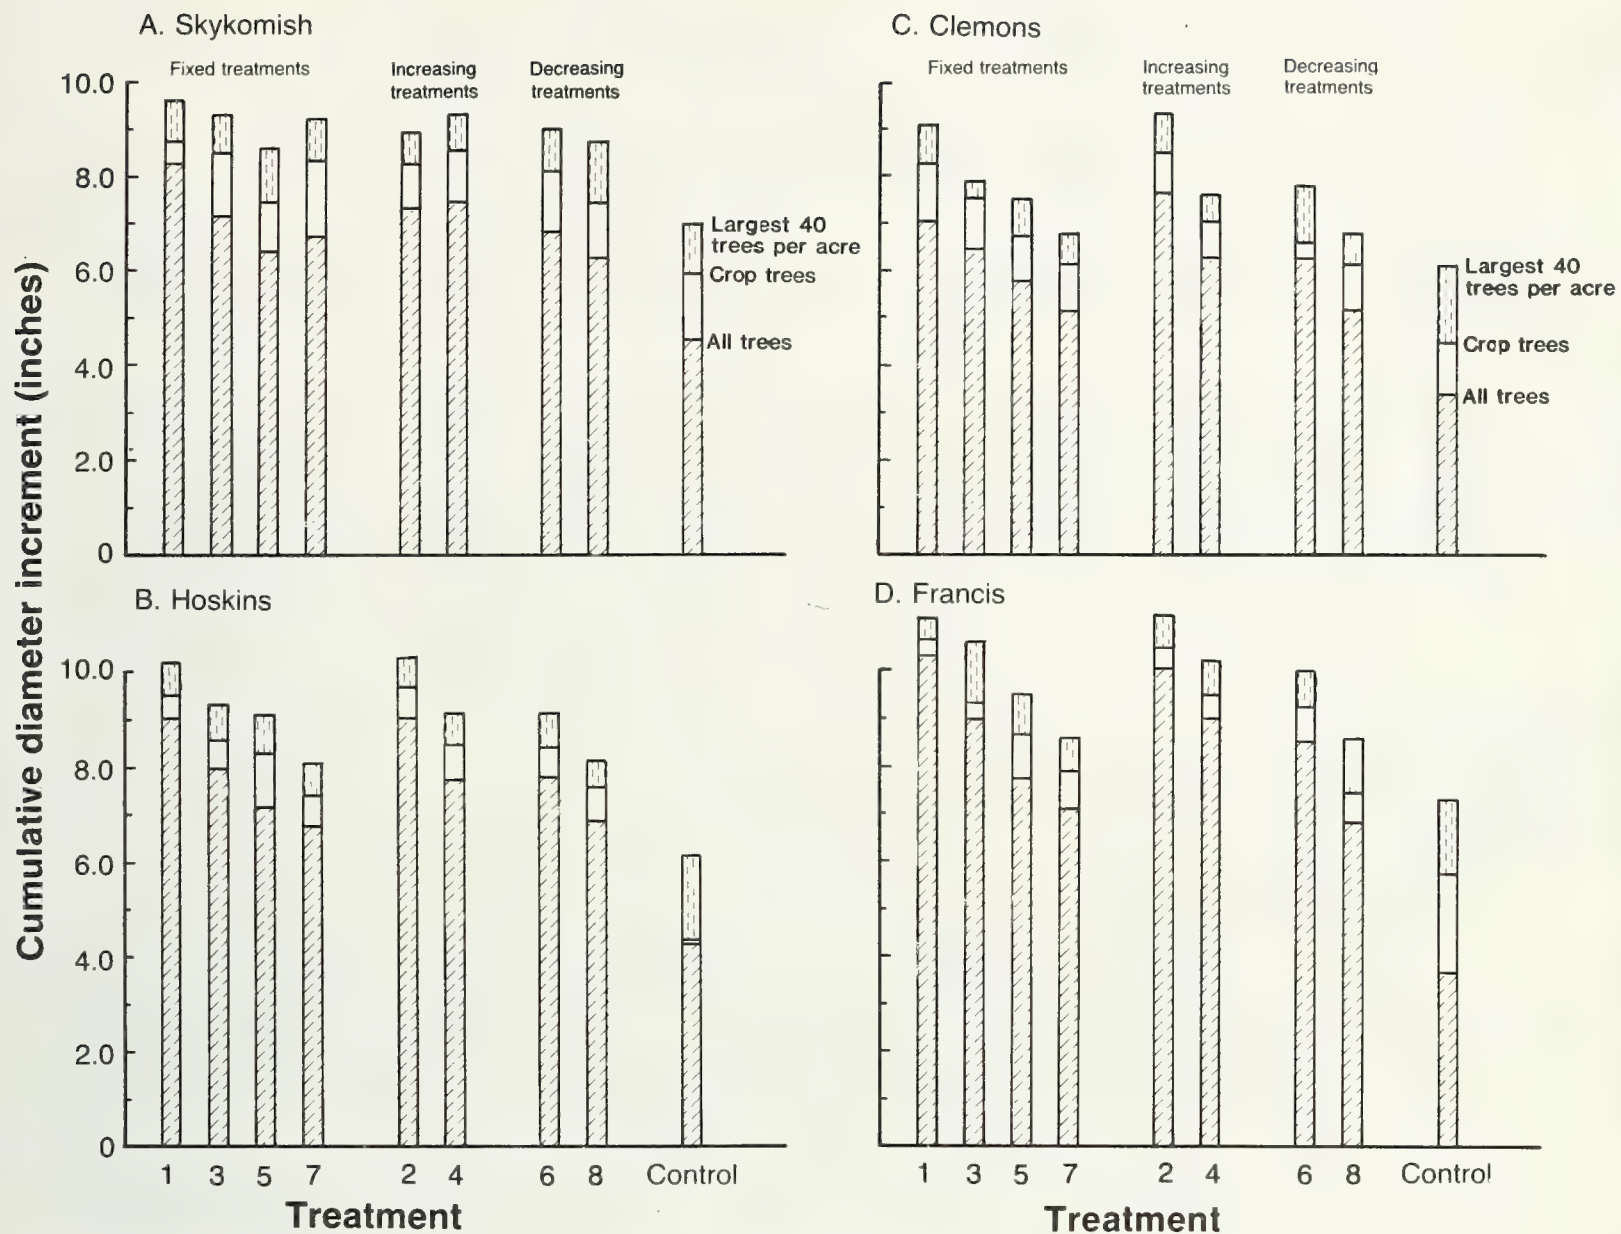 A. Skykomish
Fixed treatments
Increasing
treatments
Decreasing
treatments
10.0
8.0
6.0
4.0
2.0
0
Largest 40
trees per acre
Crop trees
All trees
C. Clemons
Fixed treatments
Increasing
treatments
Decreasing
treatments
Largest 40
trees per acre
Crop trees
All trees
Cumulative diameter increment (inches)
B. Hoskins
10.0
8.0
6.0
4.0
2.0
0
1 3 5 7 2 4 6 8 Control
Treatment
D. Francis
1 3 5 7 2 4 6 8 Control
Treatment